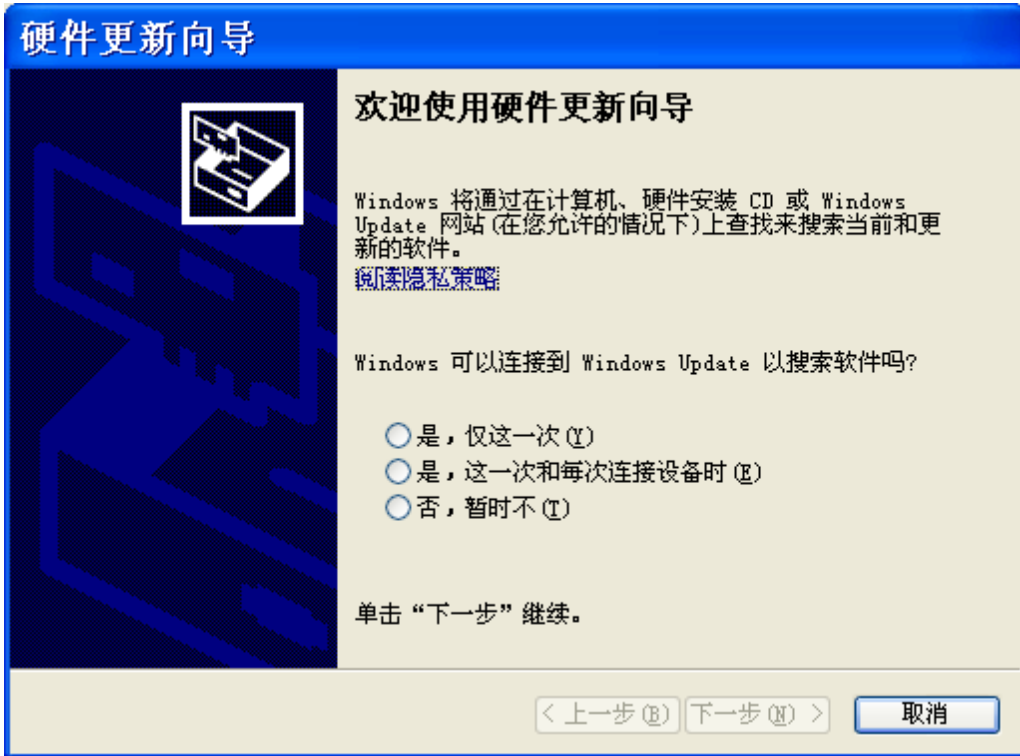 硬件更新向导
欢迎使用硬件更新向导
Windows 将通过在计算机、硬件安装 CD 或 Windows
Update 网站(在您允许的情况下)上查找来搜索当前和更
新的软件。
阅读隐私策略
Windows 可以连接到 Windows Update 以搜索软件吗?
是，仅这一次(Y)
是，这一次和每次连接设备时(E)
否，暂时不(T)
单击“下一步”继续。
< 上一步(B) 下一步(N) > 取消